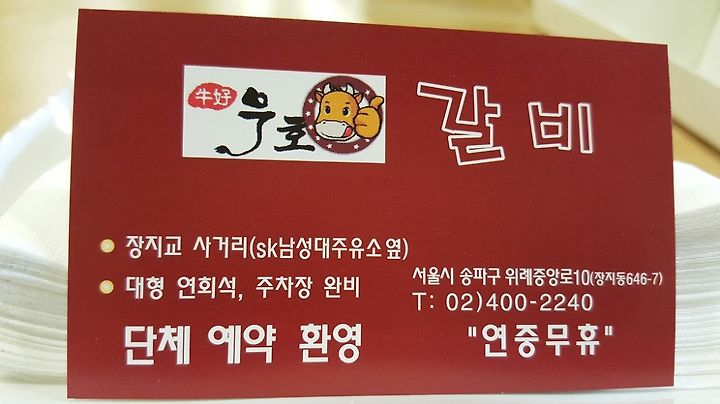 牛好
우호
갈비
장지교 사거리(sk남성대주유소옆)
대형 연회석, 주차장 완비
단체 예약 환영
서울시 송파구 위례중앙로10(장지동646-7)
T: 02)400-2240
"연중무휴"